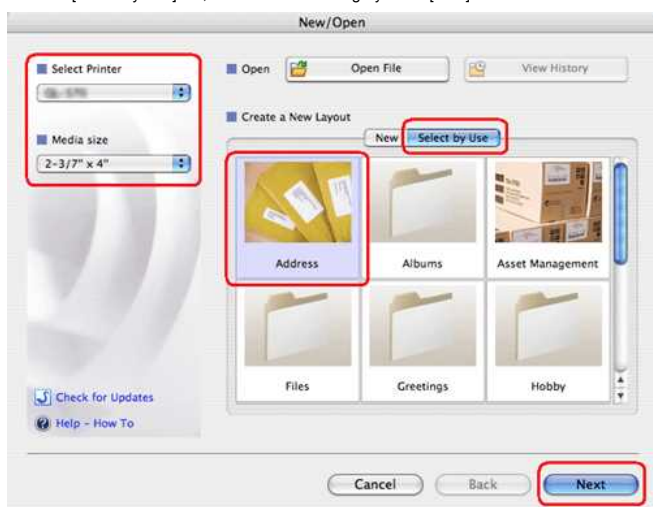 New/Open
Select Printer
Media size
2-3/7" x 4"
Check for Updates
Help - How To
Open
Open File
View History
Create a New Layout
New
Select by Use
Address
Albums
Asset Management
Files
Greetings
Hobby
Cancel
Back
Next